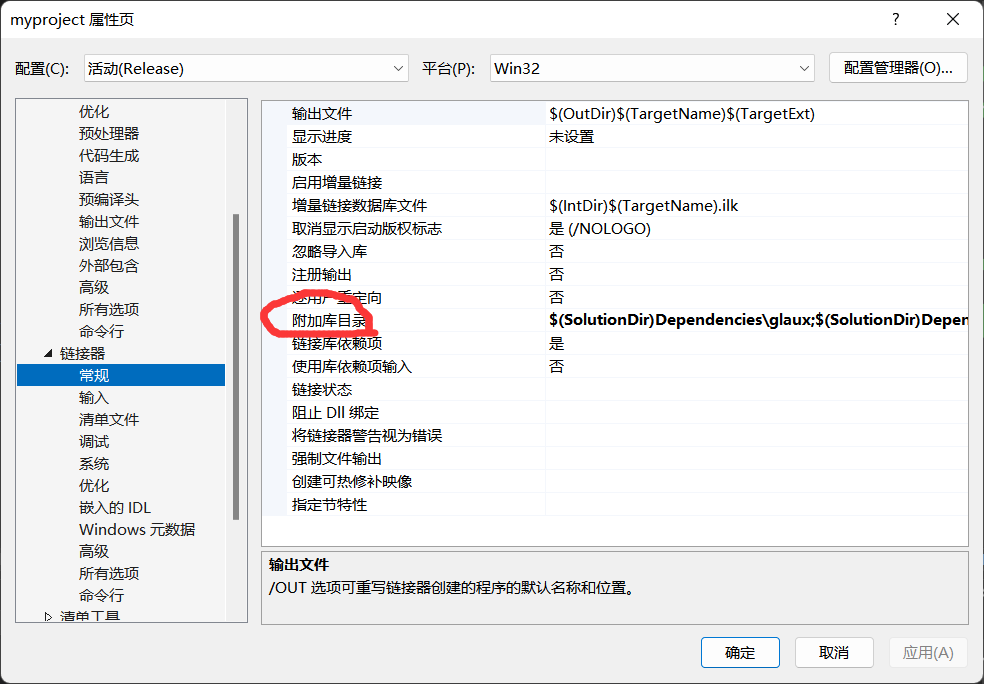 myproject 属性页
配置(C): 活动(Release) 平台(P): Win32 配置管理器(O)...
优化
预处理器
代码生成
语言
预编译头
输出文件
浏览信息
外部包含
高级
所有选项
命令行
链接器
常规
输入
清单文件
调试
系统
优化
嵌入的 IDL
Windows 元数据
高级
所有选项
命令行
清单工具
输出文件 $(OutDir)$(TargetName)$(TargetExt)
显示进度 未设置
版本
启用增量链接
增量链接数据库文件 $(IntDir)$(TargetName).ilk
取消显示启动版权标志 是 (/NOLOGO)
忽略导入库 否
注册输出 否
逐用户重定向 否
附加库目录 $(SolutionDir)Dependencies\glaux;$(SolutionDir)Depen
链接库依赖项 是
使用库依赖项输入 否
链接状态
阻止 Dll 绑定
将链接器警告视为错误
强制文件输出
创建可热修补映像
指定节特性
输出文件
/OUT 选项可重写链接器创建的程序的默认名称和位置。
确定 取消 应用(A)